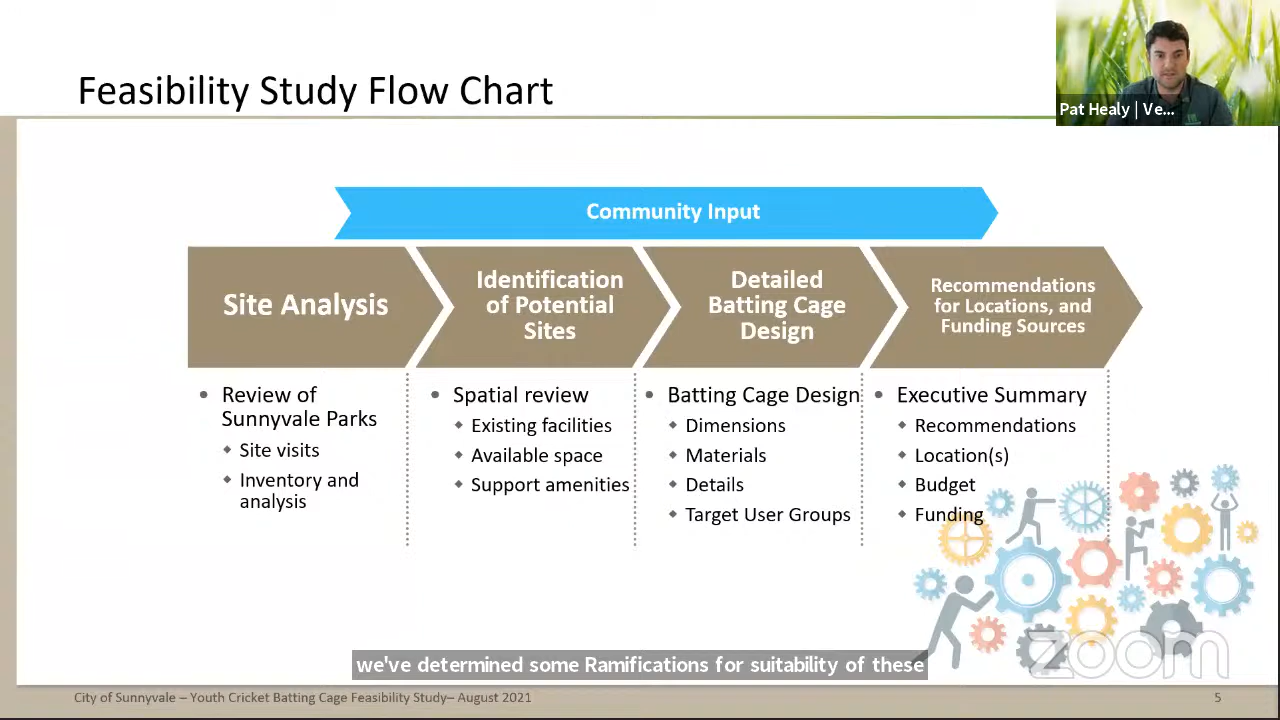 Feasibility Study Flow Chart
Pat Healy | Ve...
Community Input
Site Analysis
Identification
of Potential
Sites
Detailed
Batting Cage
Design
Recommendations
for Locations, and
Funding Sources
• Review of
Sunnyvale Parks
Site visits
Inventory and
analysis
• Spatial review
Existing facilities
Available space
Support amenities
• Batting Cage Design
Dimensions
Materials
Details
Target User Groups
• Executive Summary
Recommendations
Location(s)
Budget
Funding
we've determined some Ramifications for suitability of these
zoom
City of Sunnyvale – Youth Cricket Batting Cage Feasibility Study– August 2021
5